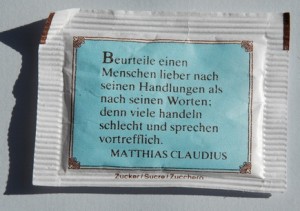 Beurteile einen
Menschen lieber nach
seinen Handlungen als
nach seinen Worten;
denn viele handeln
schlecht und sprechen
vortrefflich.
MATTHIAS CLAUDIUS
Zucker/Sucre/Zucchero